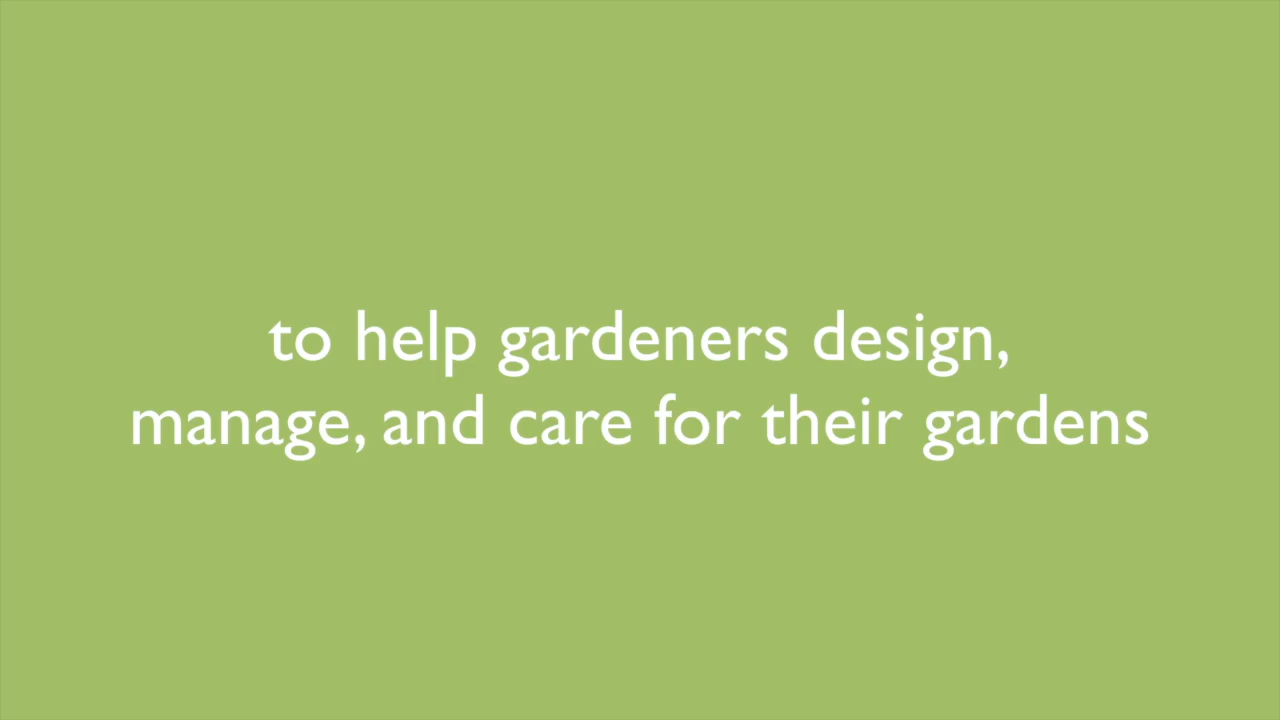 to help gardeners design,
manage, and care for their gardens